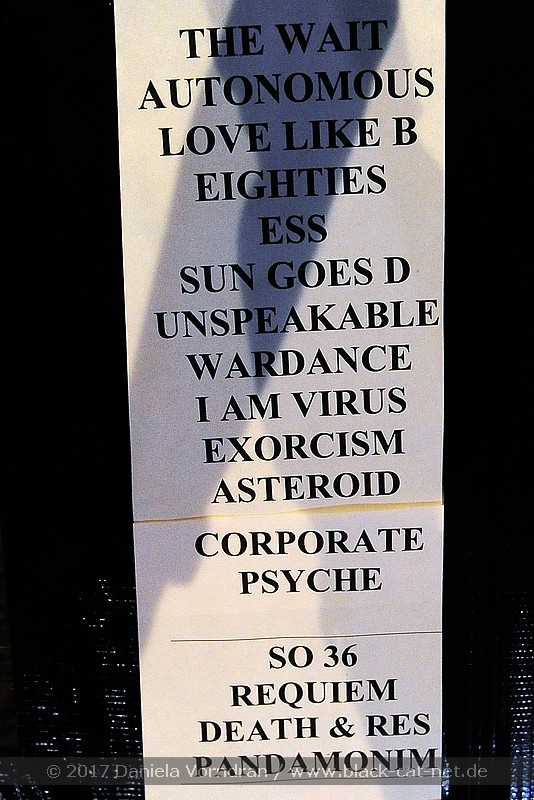 THE WAIT
AUTONOMOUS
LOVE LIKE B
EIGHTIES
ESS
SUN GOES D
UNSPEAKABLE
WARDANCE
I AM VIRUS
EXORCISM
ASTEROID
CORPORATE
PSYCHE
SO 36
REQUIEM
DEATH & RES
PANDAMONIM
© 2017 Daniela Vorndran / www.black-cat-net.de